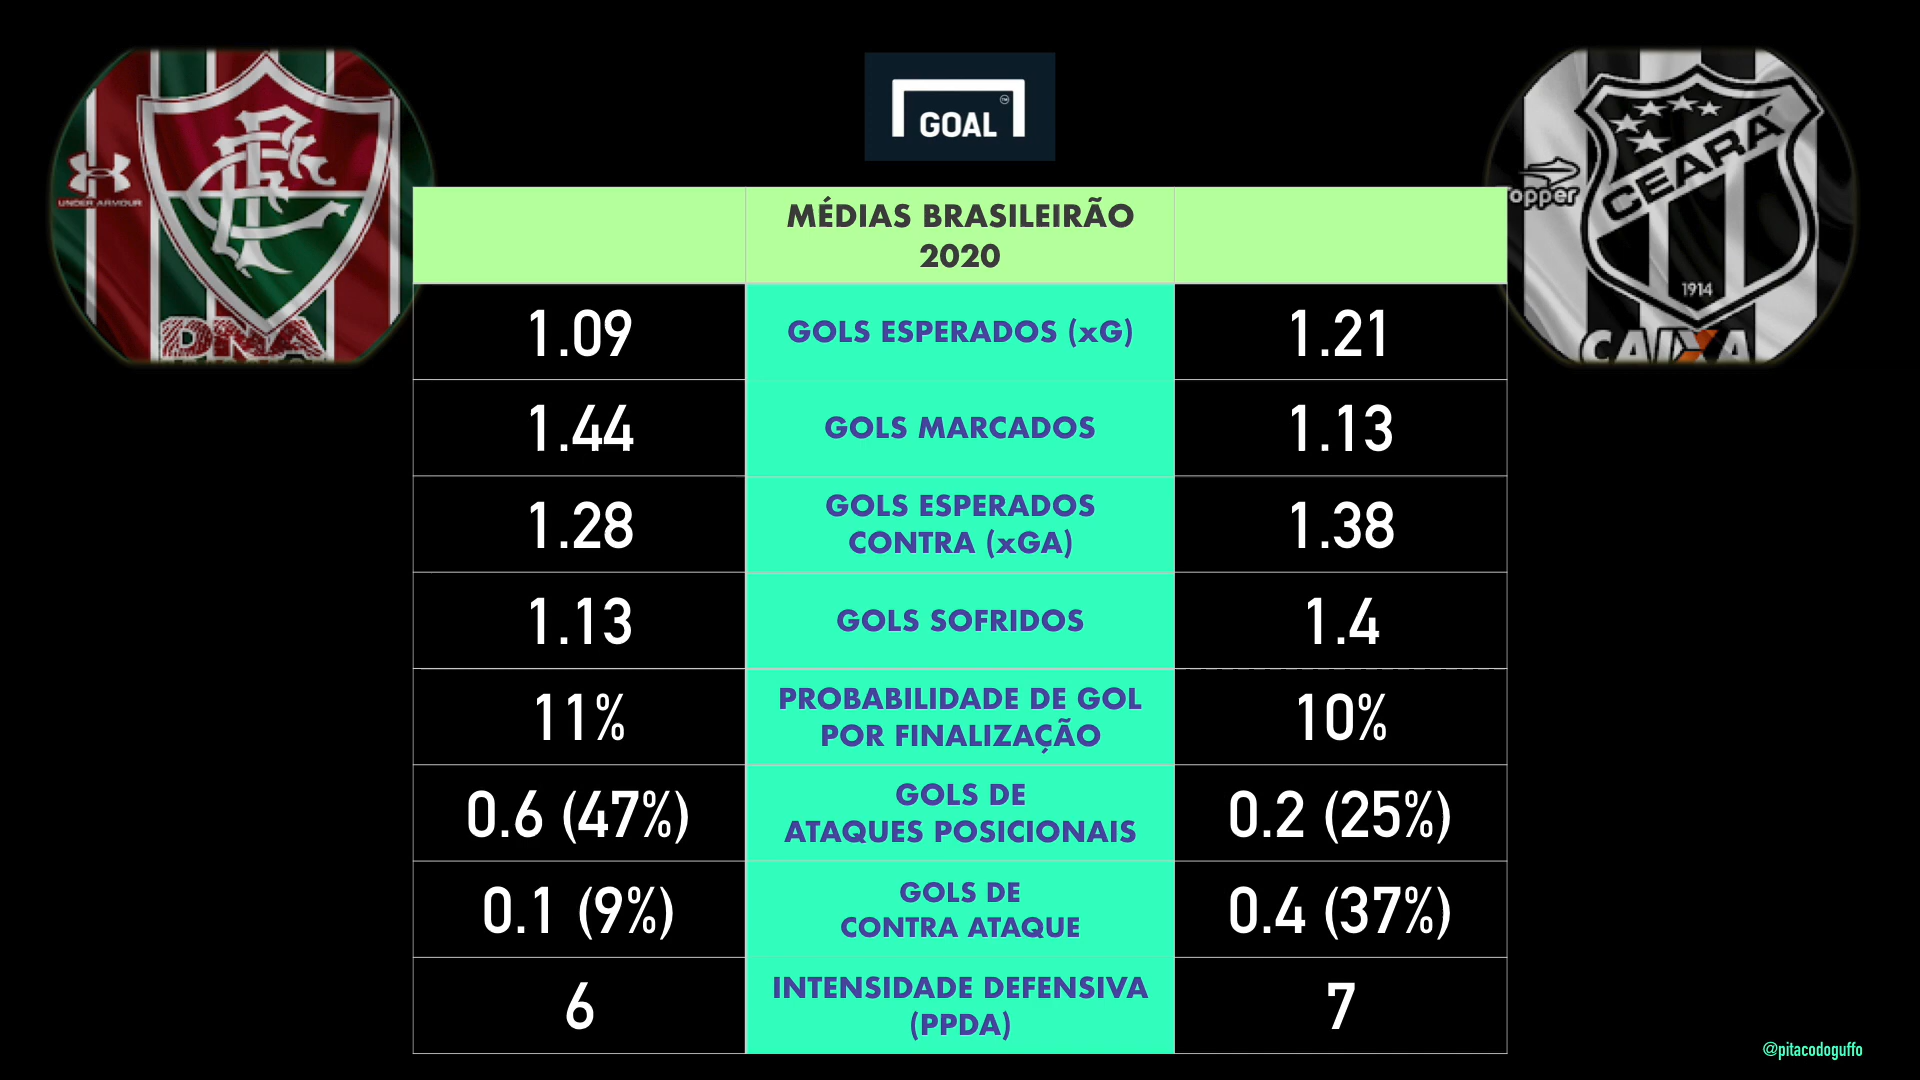 GOAL
UNDER ARMOUR
DNA
opper
CEARÁ
1914
CAIXA
MÉDIAS BRASILEIRÃO
2020
1.09 GOLS ESPERADOS (xG) 1.21
1.44 GOLS MARCADOS 1.13
1.28 GOLS ESPERADOS
CONTRA (xGA) 1.38
1.13 GOLS SOFRIDOS 1.4
11% PROBABILIDADE DE GOL
POR FINALIZAÇÃO 10%
0.6 (47%) GOLS DE
ATAQUES POSICIONAIS 0.2 (25%)
0.1 (9%) GOLS DE
CONTRA ATAQUE 0.4 (37%)
6 INTENSIDADE DEFENSIVA
(PPDA) 7
@pitacodoguffo